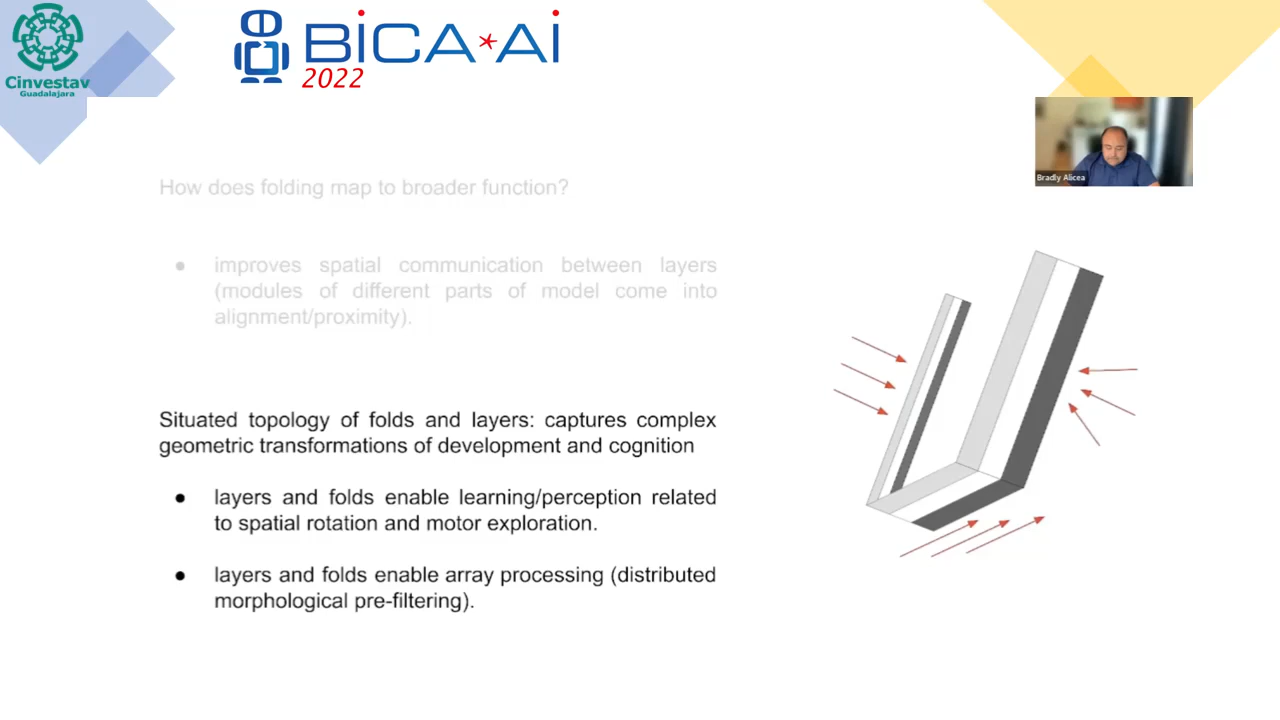 Cinvestav
Guadalajara
BiCA*Ai
2022
Bradly Alicea
How does folding map to broader function?
● improves spatial communication between layers
(modules of different parts of model come into
alignment/proximity).
Situated topology of folds and layers: captures complex
geometric transformations of development and cognition
● layers and folds enable learning/perception related
to spatial rotation and motor exploration.
● layers and folds enable array processing (distributed
morphological pre-filtering).